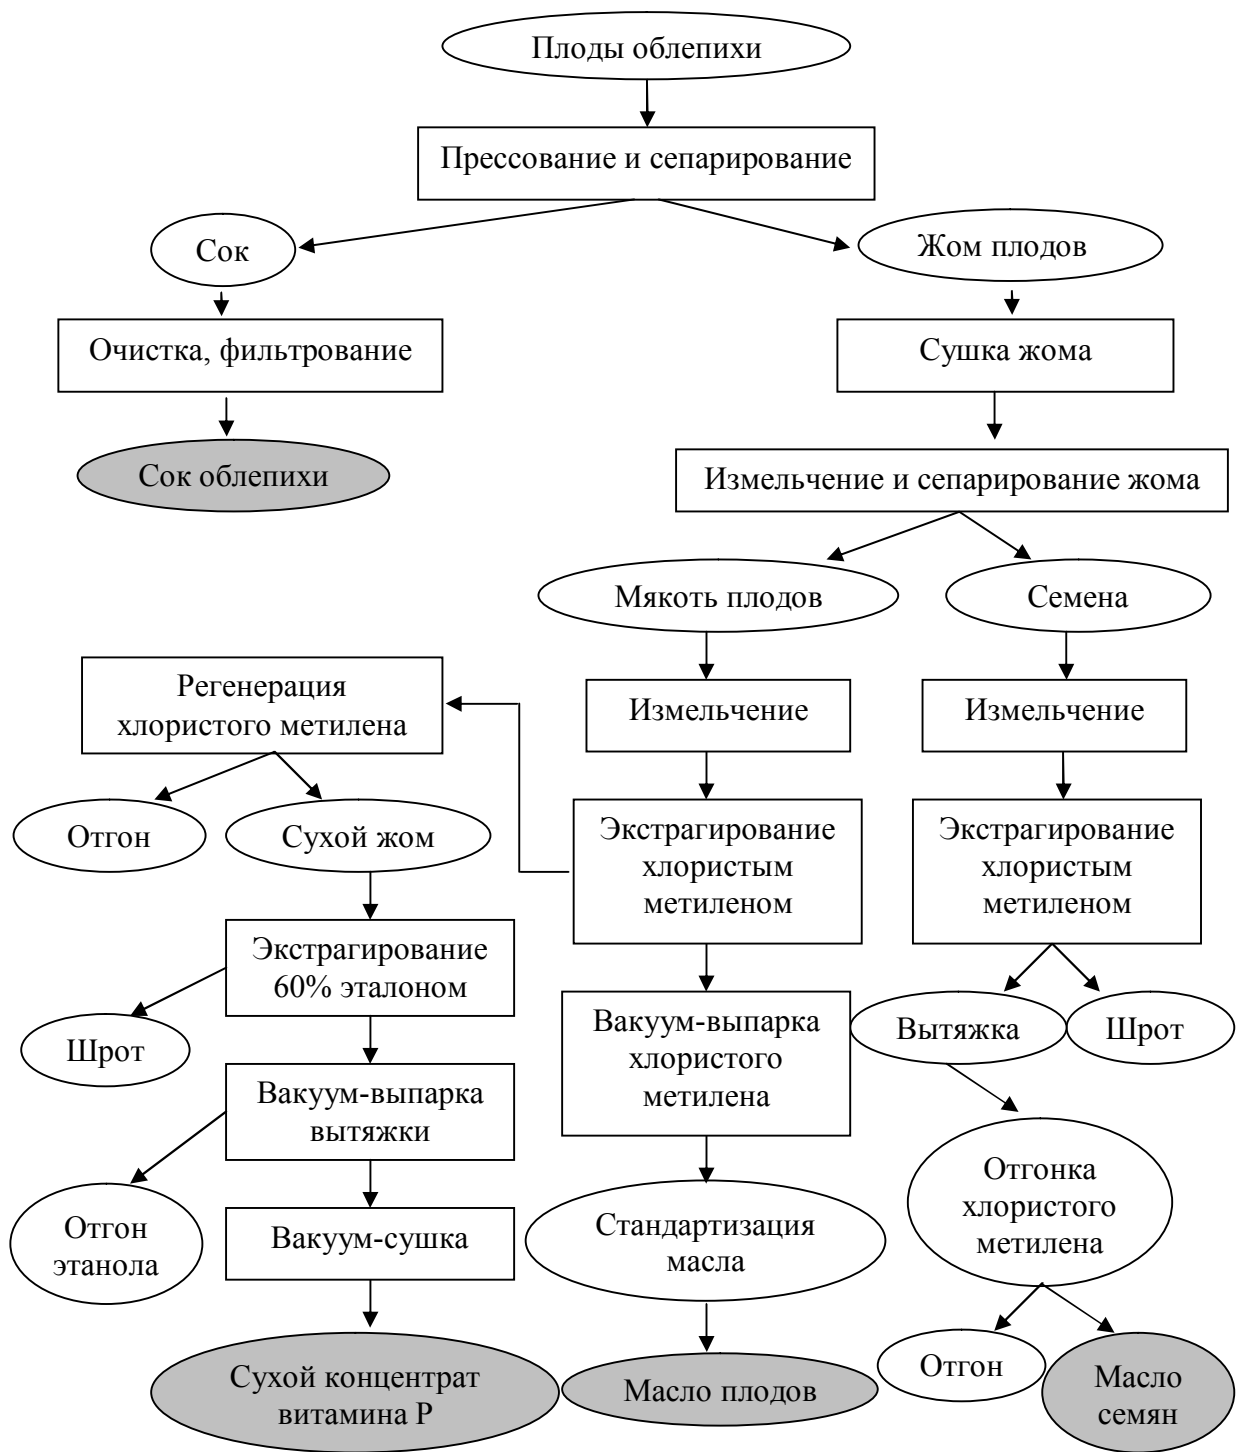 Плоды облепихи
Прессование и сепарирование
Сок
Жом плодов
Очистка, фильтрование
Сушка жома
Сок облепихи
Измельчение и сепарирование жома
Мякоть плодов
Семена
Регенерация
хлористого метилена
Измельчение
Измельчение
Отгон
Сухой жом
Экстрагирование
хлористым
метиленом
Экстрагирование
хлористым
метиленом
Экстрагирование
60% эталоном
Шрот
Вакуум-выпарка
хлористого
метилена
Вытяжка
Шрот
Вакуум-выпарка
вытяжки
Отгон
этанола
Вакуум-сушка
Стандартизация
масла
Отгонка
хлористого
метилена
Сухой концентрат
витамина Р
Масло плодов
Отгон
Масло
семян